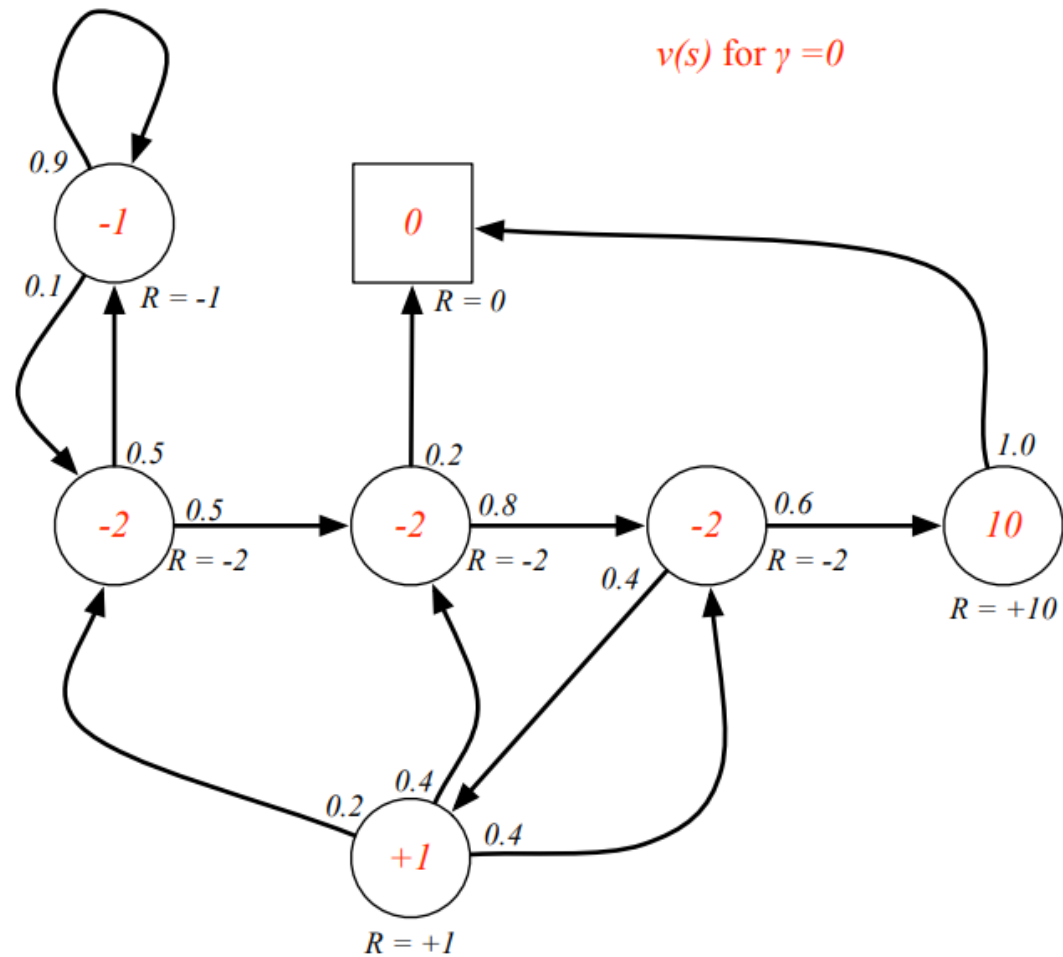 v(s) for γ =0
0.9
-1
0
0.1
R = -1
R = 0
0.5
0.2
1.0
-2
0.5
-2
0.8
-2
0.6
10
R = -2
R = -2
0.4
R = -2
R = +10
0.2
0.4
0.4
+1
R = +1